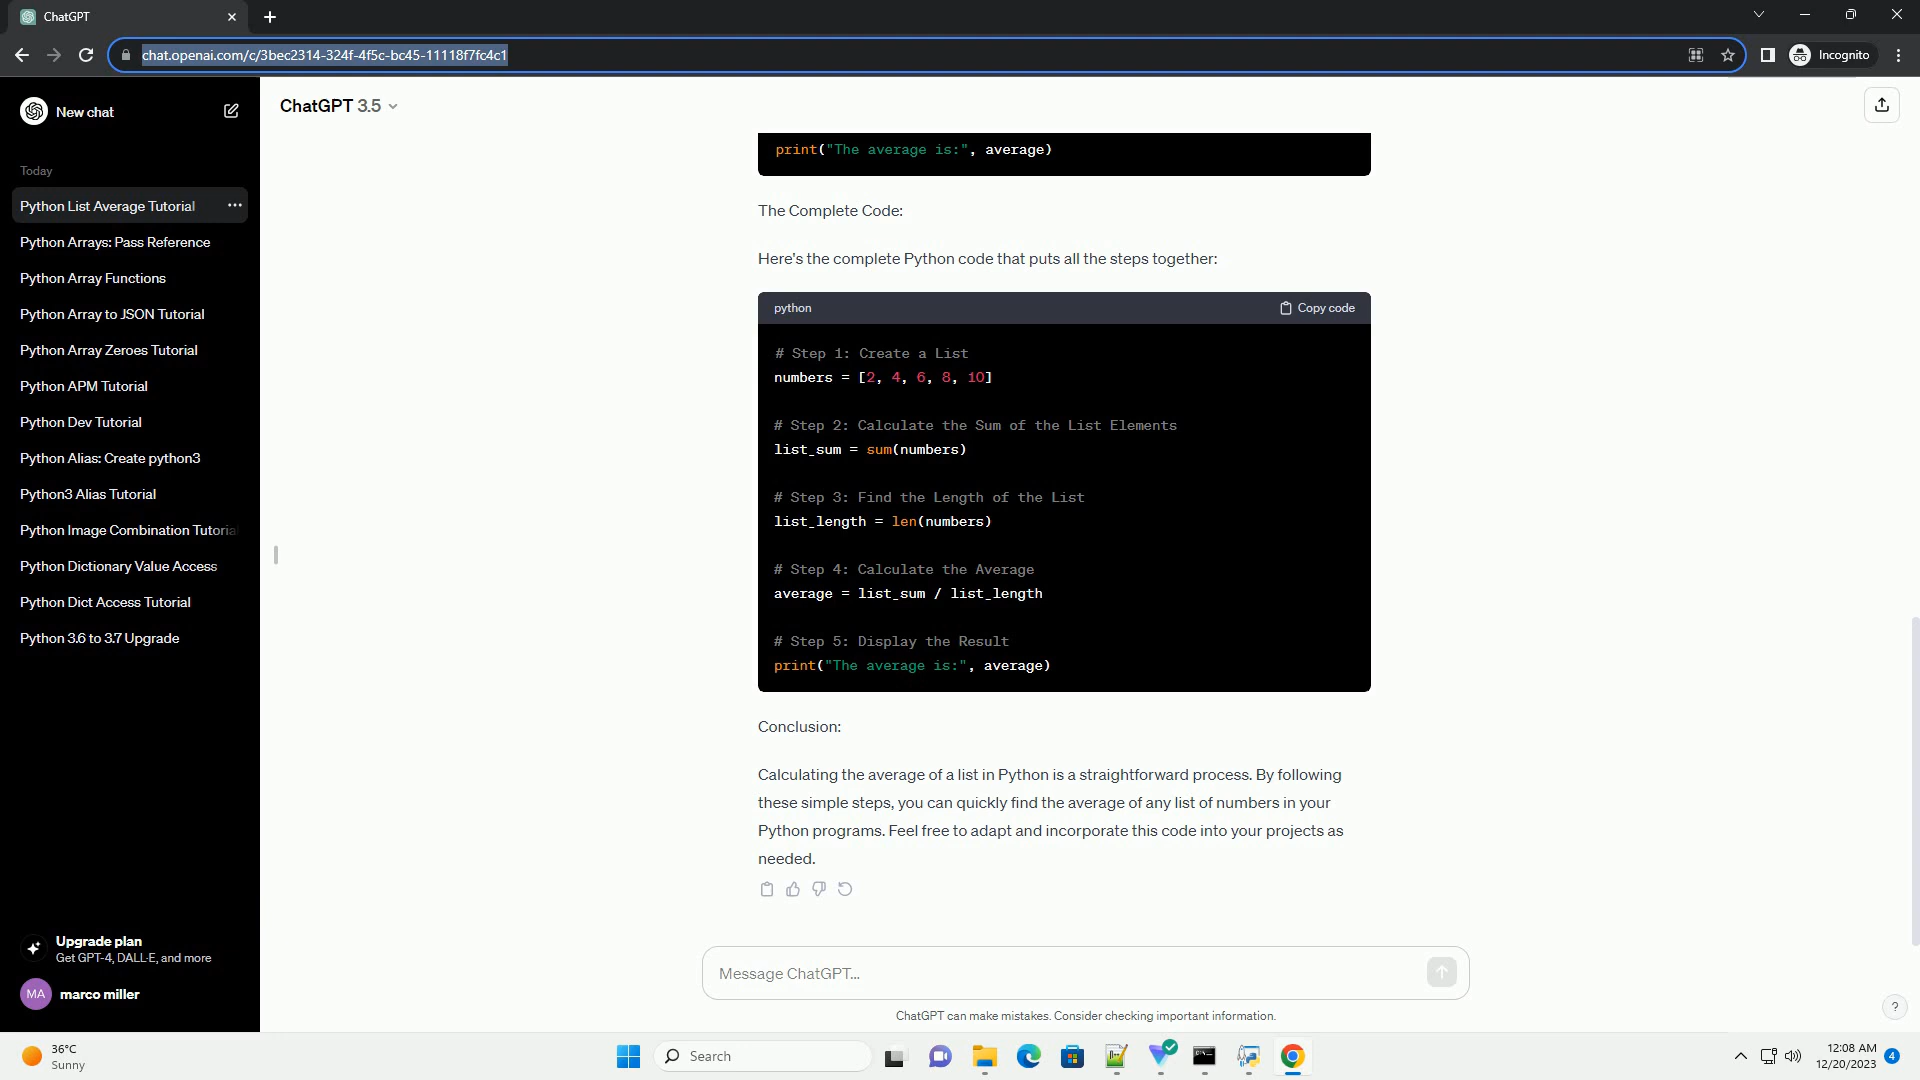 ChatGPT
chat.openai.com/c/3bec2314-324f-4f5c-bc45-11118f7fc4c1
Incognito
New chat
Today
Python List Average Tutorial
Python Arrays: Pass Reference
Python Array Functions
Python Array to JSON Tutorial
Python Array Zeroes Tutorial
Python APM Tutorial
Python Dev Tutorial
Python Alias: Create python3
Python3 Alias Tutorial
Python Image Combination Tutoria
Python Dictionary Value Access
Python Dict Access Tutorial
Python 3.6 to 3.7 Upgrade
Upgrade plan
Get GPT-4, DALL·E, and more
MA
marco miller
ChatGPT 3.5
print("The average is:", average)
The Complete Code:
Here's the complete Python code that puts all the steps together:
python
Copy code
# Step 1: Create a List
numbers = [2, 4, 6, 8, 10]
# Step 2: Calculate the Sum of the List Elements
list_sum = sum(numbers)
# Step 3: Find the Length of the List
list_length = len(numbers)
# Step 4: Calculate the Average
average = list_sum / list_length
# Step 5: Display the Result
print("The average is:", average)
Conclusion:
Calculating the average of a list in Python is a straightforward process. By following
these simple steps, you can quickly find the average of any list of numbers in your
Python programs. Feel free to adapt and incorporate this code into your projects as
needed.
Message ChatGPT...
ChatGPT can make mistakes. Consider checking important information.
?
36°C
Sunny
Search
12:08 AM
12/20/2023
4